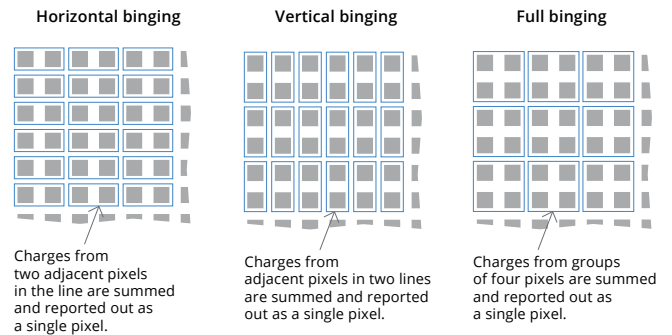 Horizontal binging
Vertical binging
Full binging
Charges from
two adjacent pixels
in the line are summed
and reported out as
a single pixel.
Charges from
adjacent pixels in two lines
are summed and reported
out as a single pixel.
Charges from groups
of four pixels are summed
and reported out as
a single pixel.